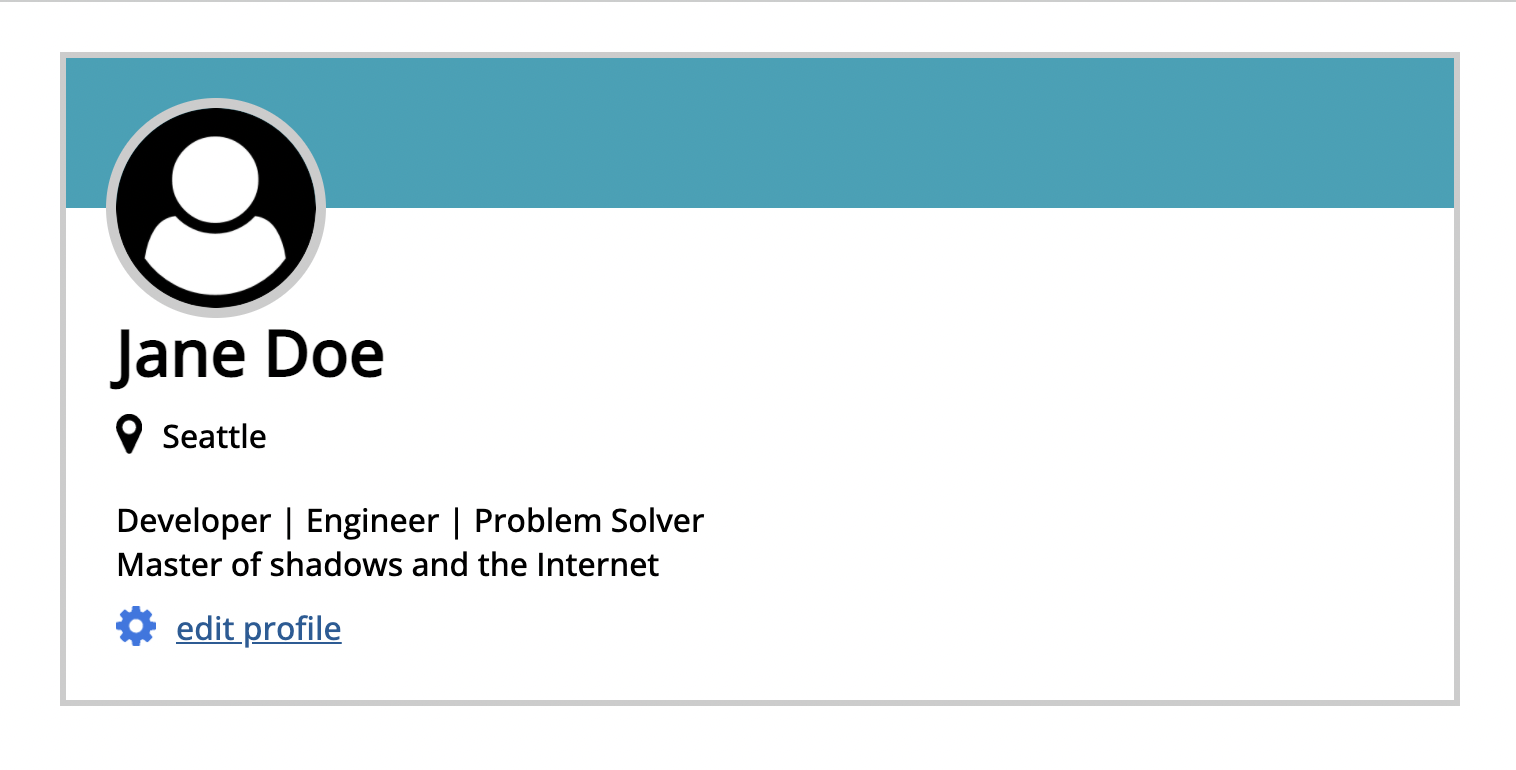 Jane Doe
Seattle
Developer | Engineer | Problem Solver
Master of shadows and the Internet
edit profile